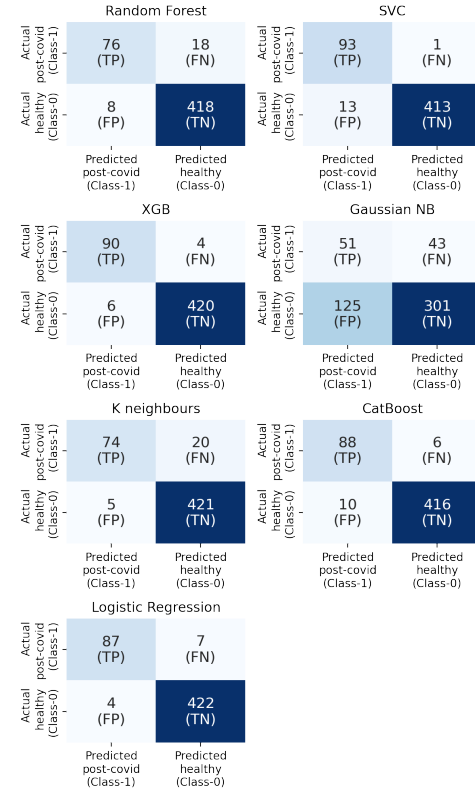 Random Forest
Actual
post-covid
(Class-1)
76
(TP)
18
(FN)
Actual
healthy
(Class-0)
8
(FP)
418
(TN)
Predicted
post-covid
(Class-1)
Predicted
healthy
(Class-0)
SVC
Actual
post-covid
(Class-1)
93
(TP)
1
(FN)
Actual
healthy
(Class-0)
13
(FP)
413
(TN)
Predicted
post-covid
(Class-1)
Predicted
healthy
(Class-0)
XGB
Actual
post-covid
(Class-1)
90
(TP)
4
(FN)
Actual
healthy
(Class-0)
6
(FP)
420
(TN)
Predicted
post-covid
(Class-1)
Predicted
healthy
(Class-0)
Gaussian NB
Actual
post-covid
(Class-1)
51
(TP)
43
(FN)
Actual
healthy
(Class-0)
125
(FP)
301
(TN)
Predicted
post-covid
(Class-1)
Predicted
healthy
(Class-0)
K neighbours
Actual
post-covid
(Class-1)
74
(TP)
20
(FN)
Actual
healthy
(Class-0)
5
(FP)
421
(TN)
Predicted
post-covid
(Class-1)
Predicted
healthy
(Class-0)
CatBoost
Actual
post-covid
(Class-1)
88
(TP)
6
(FN)
Actual
healthy
(Class-0)
10
(FP)
416
(TN)
Predicted
post-covid
(Class-1)
Predicted
healthy
(Class-0)
Logistic Regression
Actual
post-covid
(Class-1)
87
(TP)
7
(FN)
Actual
healthy
(Class-0)
4
(FP)
422
(TN)
Predicted
post-covid
(Class-1)
Predicted
healthy
(Class-0)